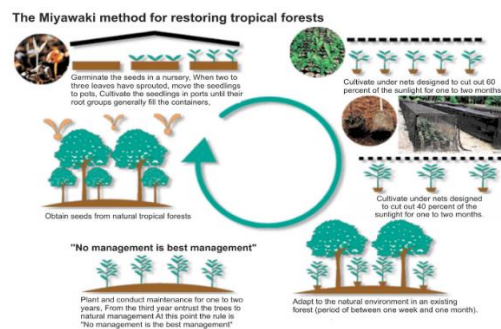 The Miyawaki method for restoring tropical forests
Garminate the seeds in a nursery, When two to
three leaves have sprouted, move the seedlings
to pots, Cultivate the seedlings in ports until their
root groups generally fill the containers,
Cultivate under nets designed to cut out 60
percent of the sunlight for one to two months.
Cultivate under nets designed
to cut out 40 percent of the
sunlight for one to two months.
Obtain seeds from natural tropical forests
Adapt to the natural environment in an existing
forest (period of between one week and one month).
"No management is best management"
Plant and conduct maintenance for one to two
years, From the third year entrust the trees to
natural management At this point the rule is
"No management is the best management"